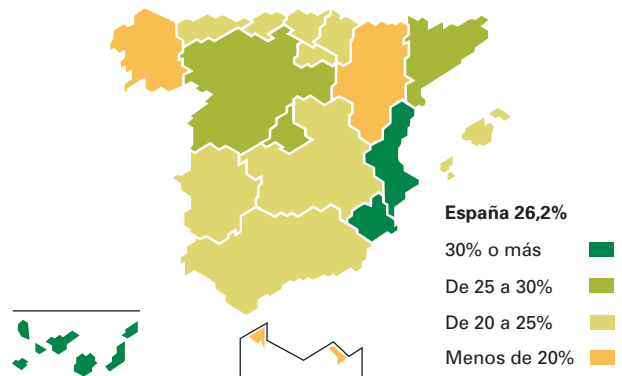 España 26,2%
30% o más
De 25 a 30%
De 20 a 25%
Menos de 20%